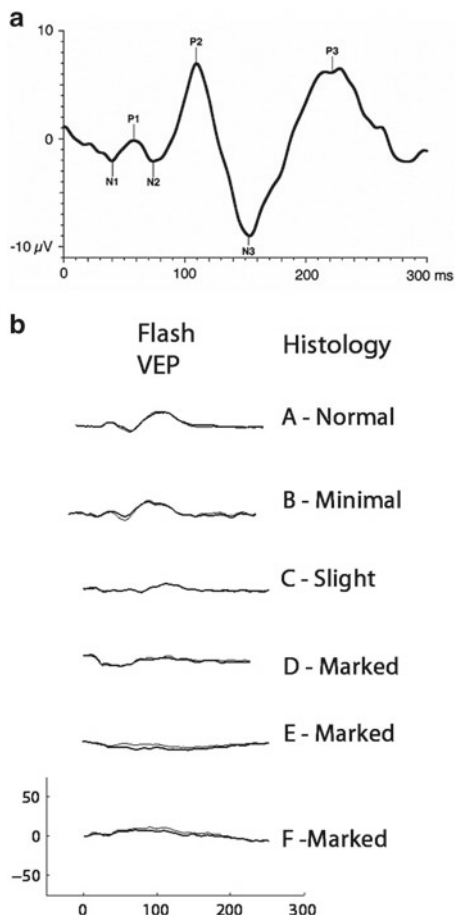 a
10
P2
P3
P1
0
N1
N2
N3
-10 µV
0
100
200
300 ms
b
Flash
VEP
Histology
A - Normal
B - Minimal
C - Slight
D - Marked
E - Marked
F -Marked
50
0
−50
0
100
200
300